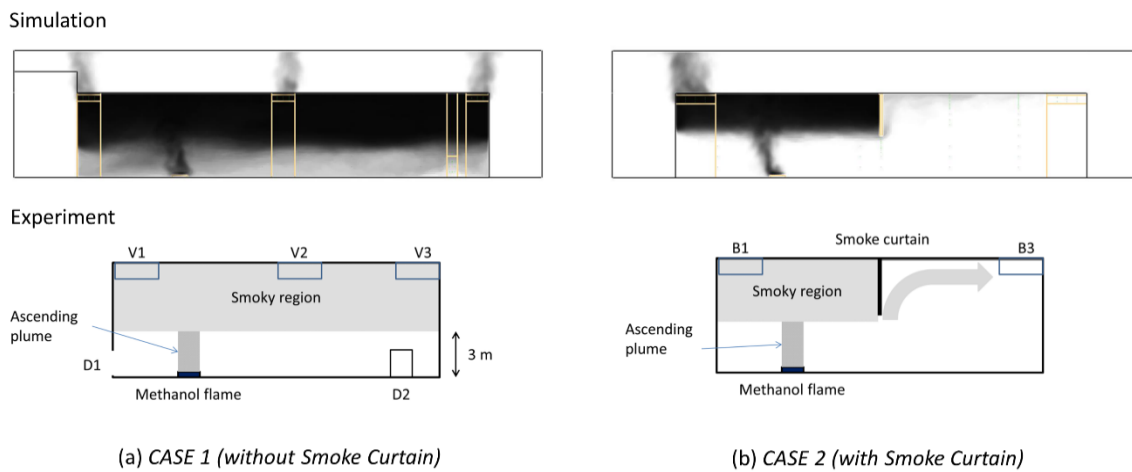 Simulation
Experiment
V1
V2
V3
Smoky region
Ascending
plume
3 m
D1
Methanol flame
D2
Smoke curtain
B1
B3
Smoky region
Ascending
plume
Methanol flame
(a) CASE 1 (without Smoke Curtain)
(b) CASE 2 (with Smoke Curtain)